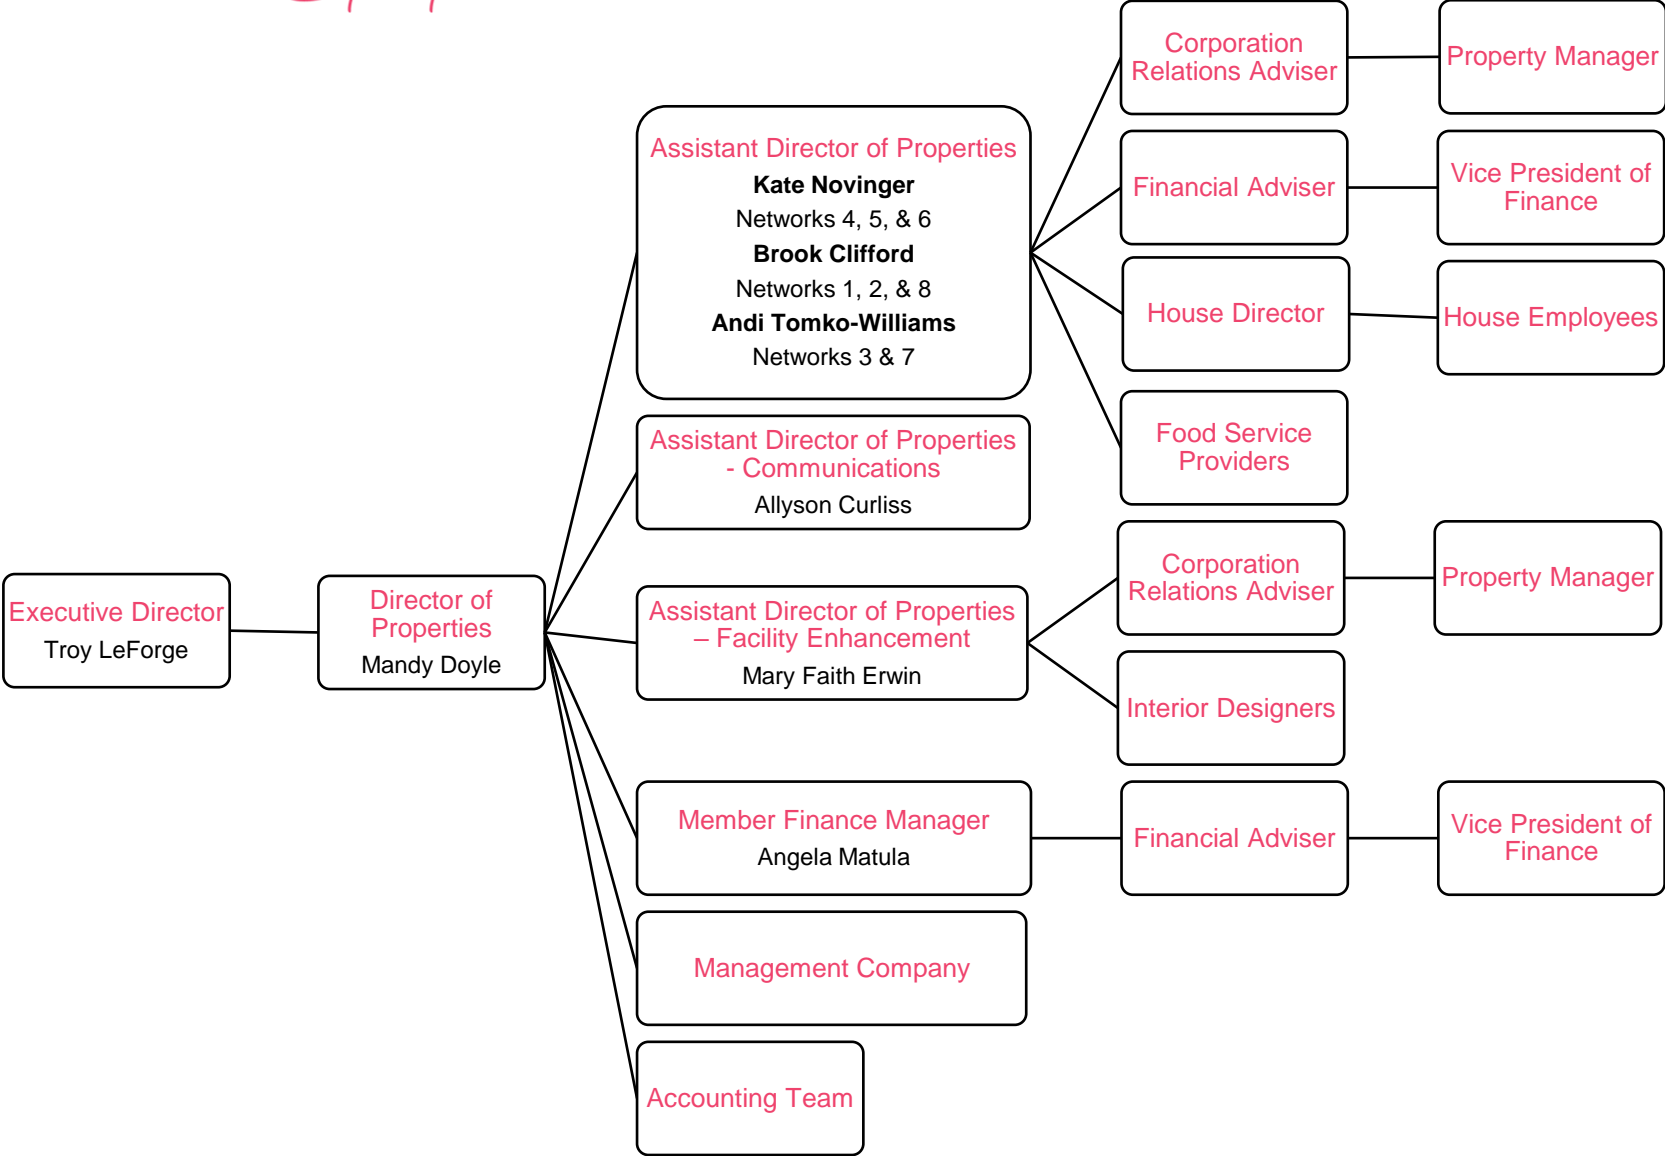 Corporation
Relations Adviser
Property Manager
Assistant Director of Properties
Kate Novinger
Networks 4, 5, & 6
Brook Clifford
Networks 1, 2, & 8
Andi Tomko-Williams
Networks 3 & 7
Financial Adviser
Vice President of
Finance
House Director
House Employees
Food Service
Providers
Assistant Director of Properties
- Communications
Allyson Curliss
Executive Director
Troy LeForge
Director of
Properties
Mandy Doyle
Assistant Director of Properties
– Facility Enhancement
Mary Faith Erwin
Corporation
Relations Adviser
Property Manager
Interior Designers
Member Finance Manager
Angela Matula
Financial Adviser
Vice President of
Finance
Management Company
Accounting Team